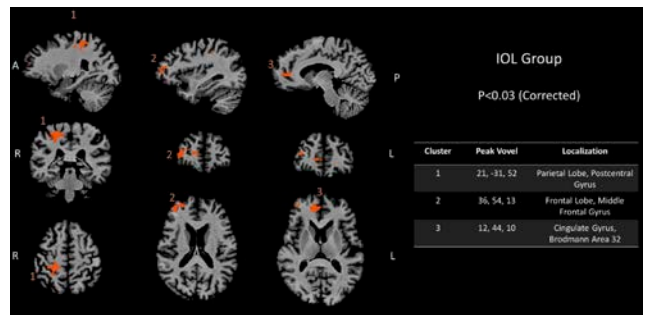 1
2
3
A
P
IOL Group
P<0.03 (Corrected)
1
R
2
L
Cluster Peak Voxel Localization
1 21, -31, 52 Parietal Lobe, Postcentral
Gyrus
2 36, 54, 13 Frontal Lobe, Middle
Frontal Gyrus
3 12, 44, 10 Cingulate Gyrus,
Brodmann Area 32
2
3
R
1
L